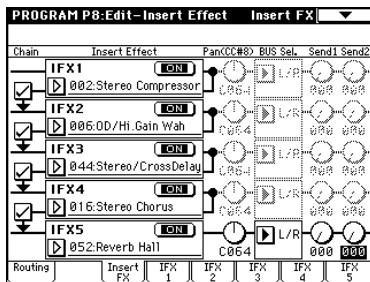 PROGRAM P8:Edit-Insert Effect Insert FX
Chain Insert Effect Pan(CC#8) BUS Sel. Send1 Send2
IFX1 ON
002:Stereo Compressor C064 L/R 000 000
IFX2 ON
006:OD/Hi.Gain Wah C064 L/R 000 000
IFX3 ON
044:Stereo/CrossDelay C064 L/R 000 000
IFX4 ON
016:Stereo Chorus C064 L/R 000 000
IFX5 ON
052:Reverb Hall C064 L/R 000 000
Routing Insert FX IFX 1 IFX 2 IFX 3 IFX 4 IFX 5